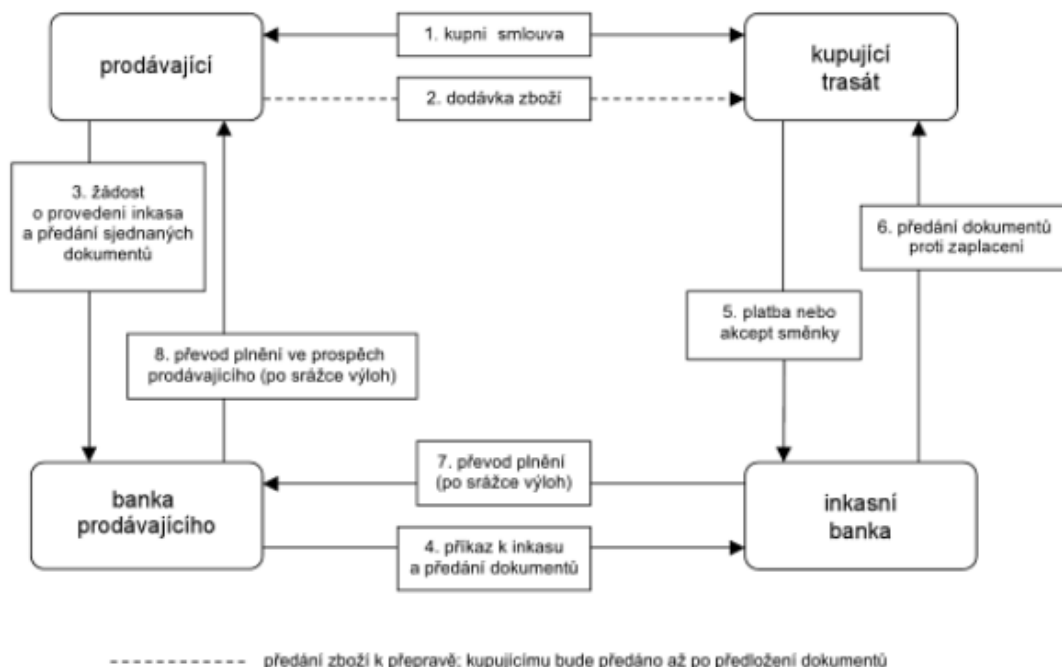 1. kupní smlouva
prodávající
kupující
trasát
2. dodávka zboží
3. žádost
o provedení inkasa
a předání sjednaných
dokumentů
6. předání dokumentů
proti zaplacení
5. platba nebo
akcept směnky
8. převod plnění ve prospěch
prodávajícího (po srážce výloh)
7. převod plnění
(po srážce výloh)
banka
prodávajícího
inkasní
banka
4. příkaz k inkasu
a předání dokumentů
předání zboží k přepravě; kupujícímu bude předáno až po předložení dokumentů